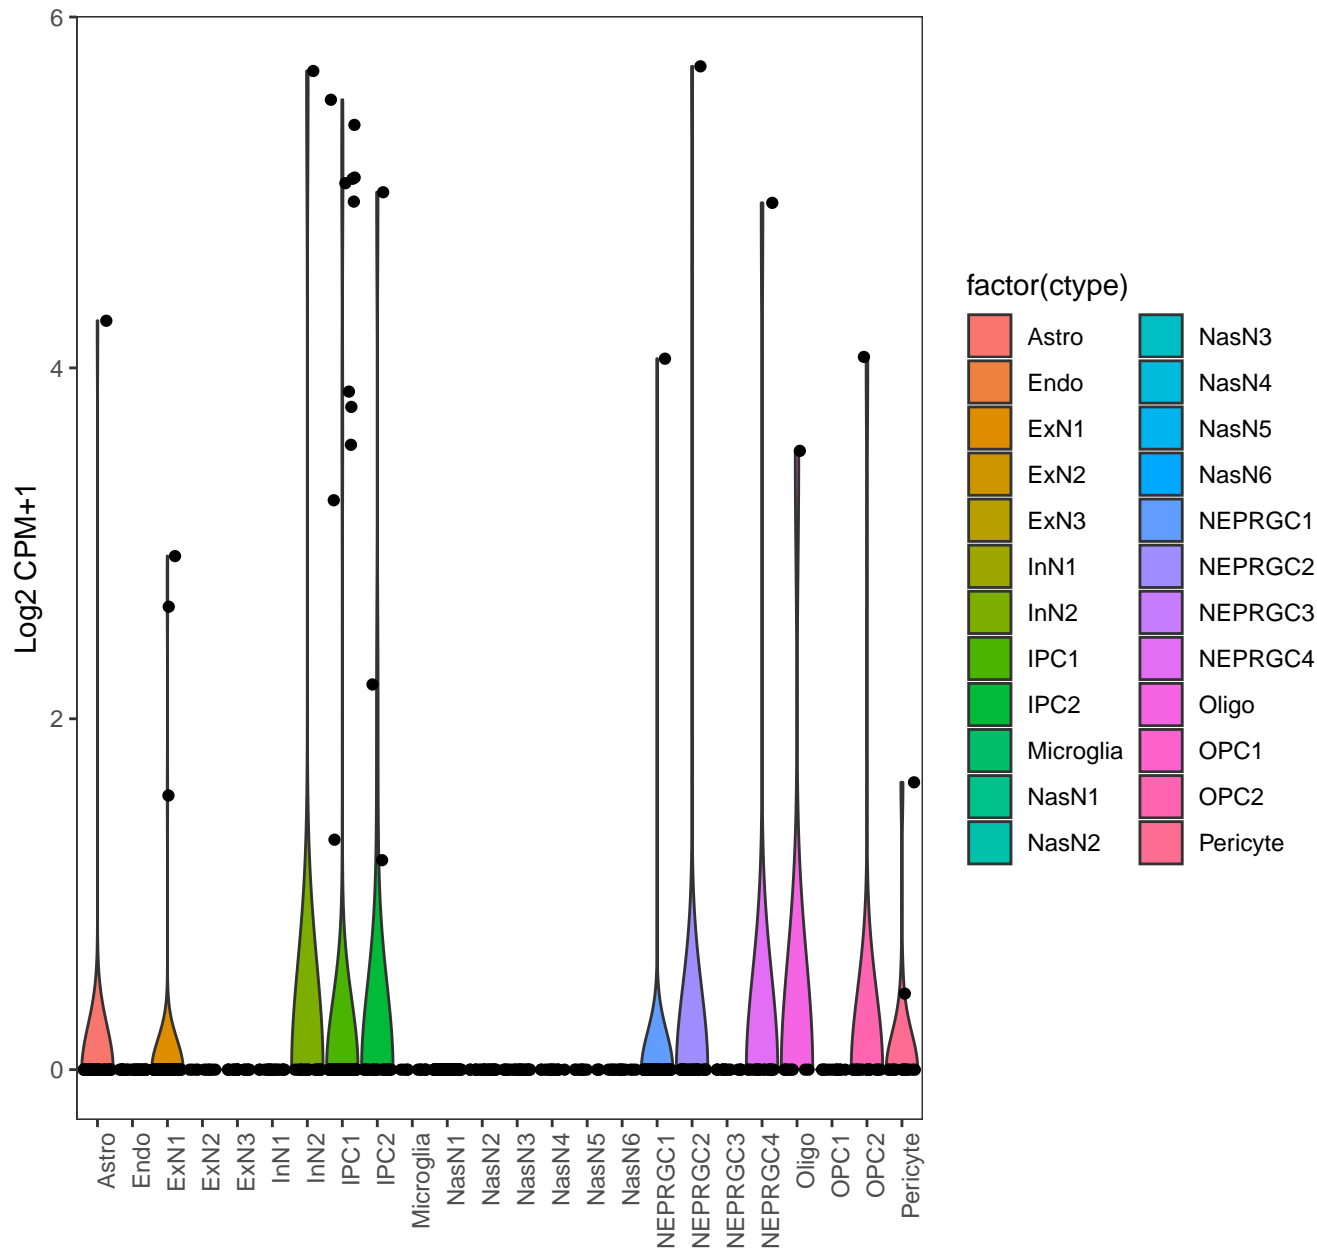 6
4
2
0
Log2 CPM+1
Astro
Endo
ExN1
ExN2
ExN3
InN1
InN2
IPC1
IPC2
Microglia
NasN1
NasN2
NasN3
NasN4
NasN5
NasN6
NEPRGC1
NEPRGC2
NEPRGC3
NEPRGC4
Oligo
OPC1
OPC2
Pericyte
factor(ctype)
Astro
Endo
ExN1
ExN2
ExN3
InN1
InN2
IPC1
IPC2
Microglia
NasN1
NasN2
NasN3
NasN4
NasN5
NasN6
NEPRGC1
NEPRGC2
NEPRGC3
NEPRGC4
Oligo
OPC1
OPC2
Pericyte